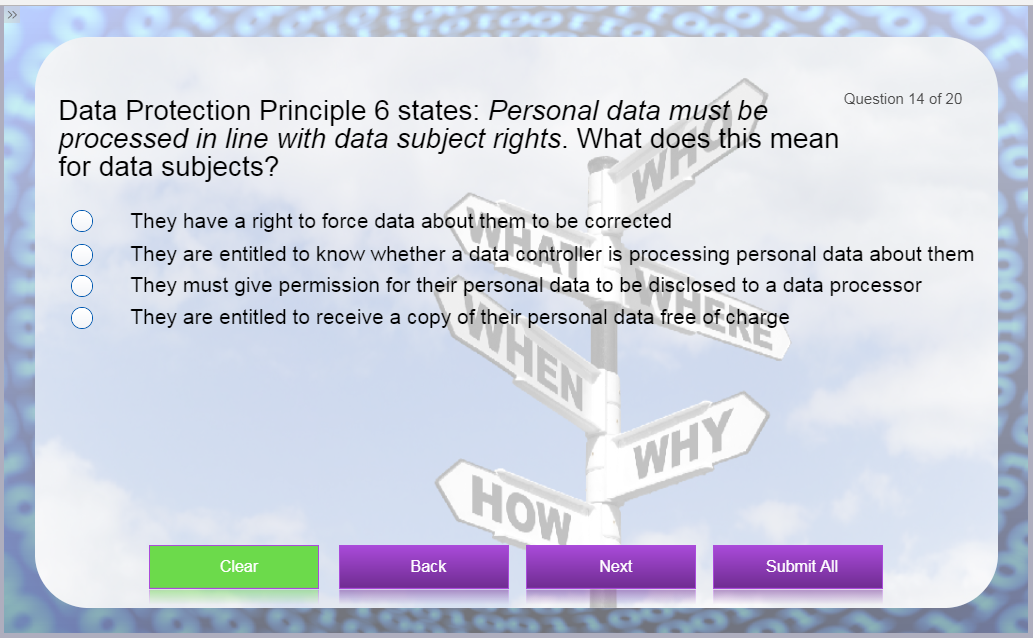 »
Question 14 of 20
Data Protection Principle 6 states: Personal data must be
processed in line with data subject rights. What does this mean
for data subjects?
They have a right to force data about them to be corrected
They are entitled to know whether a data controller is processing personal data about them
They must give permission for their personal data to be disclosed to a data processor
They are entitled to receive a copy of their personal data free of charge
WHO
WHAT
WHERE
WHEN
WHY
HOW
Clear
Back
Next
Submit All